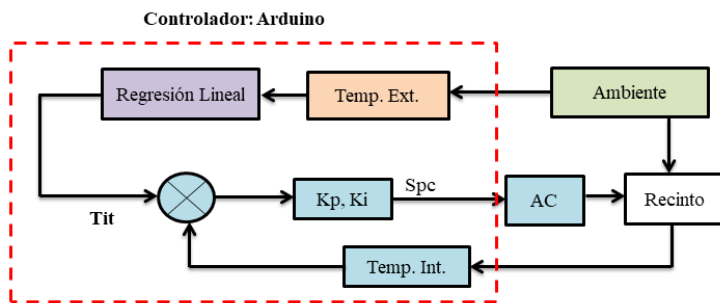 Controlador: Arduino
Regresión Lineal
Temp. Ext.
Ambiente
Tit
Kp, Ki
Spc
AC
Recinto
Temp. Int.